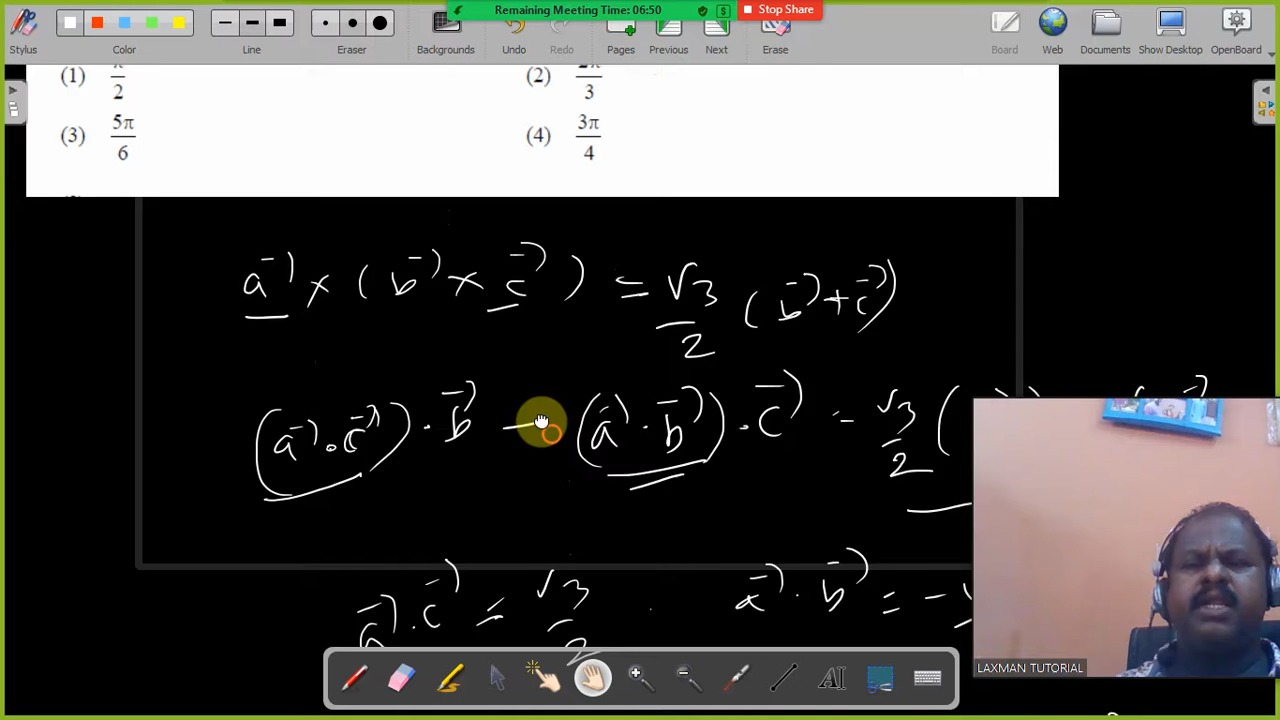 Remaining Meeting Time: 06:50 Stop Share
Stylus Color Line Eraser Backgrounds Undo Redo Pages Previous Next Erase Board Web Documents Show Desktop OpenBoard
(1) π/2 (2) 2π/3
(3) 5π/6 (4) 3π/4
a⃗ × (b⃗ × c⃗) = √3/2 (b⃗ + c⃗)
(a⃗ · c⃗) · b⃗ − (a⃗ · b⃗) · c⃗ = √3/2 (
a⃗ · c⃗ = √3/2 a⃗ · b⃗ = −
LAXMAN TUTORIAL